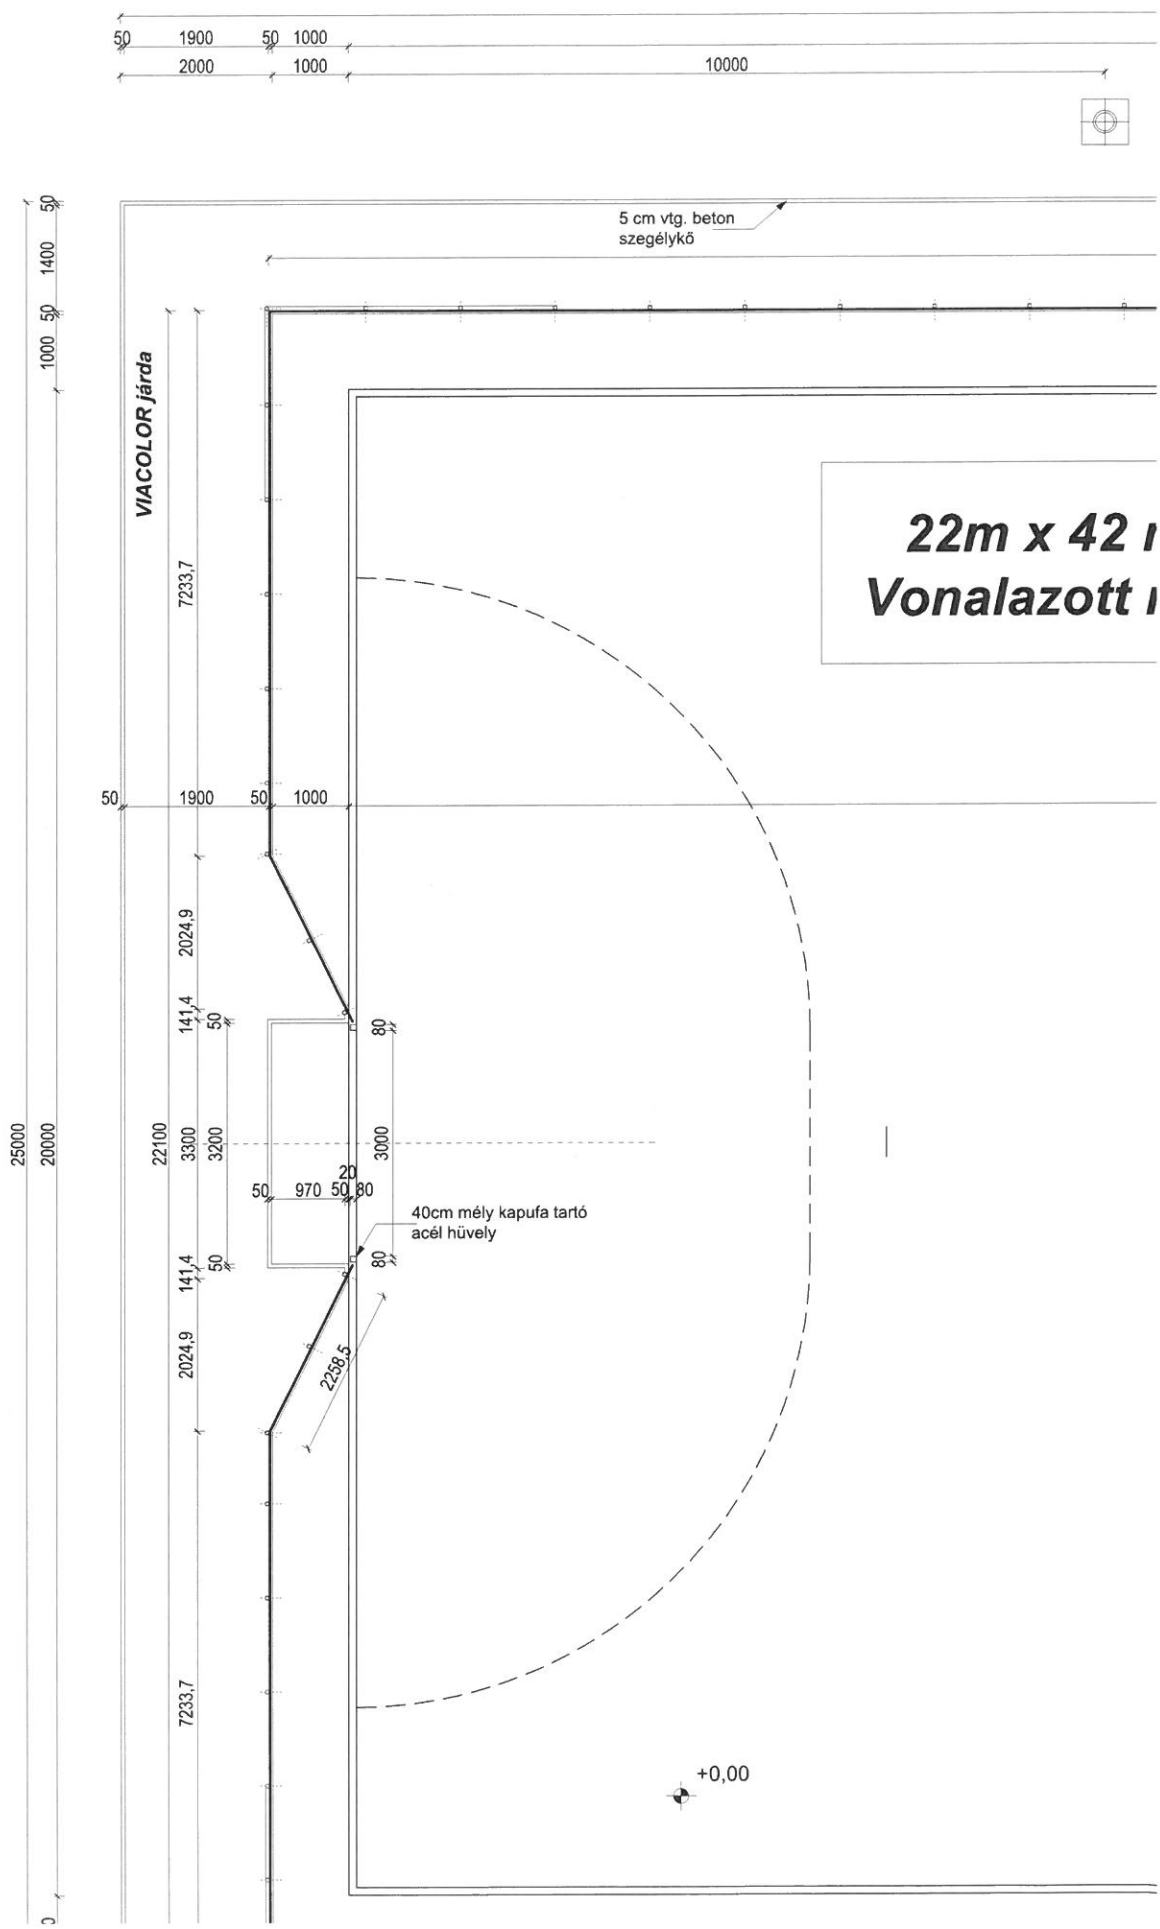 50 1900 50 1000
2000 1000 10000
5 cm vtg. beton
szegélykő
50
1400
50
1000
VIACOLOR járda
22m x 42
Vonalazott
7233,7
50 1900 50 1000
2024,9
141,4
50
80
25000
20000
22100
3300
3200
3000
20
50 970 50 80
40cm mély kapufa tartó
acél hüvely
141,4
50
80
2024,9
2258,5
7233,7
+0,00